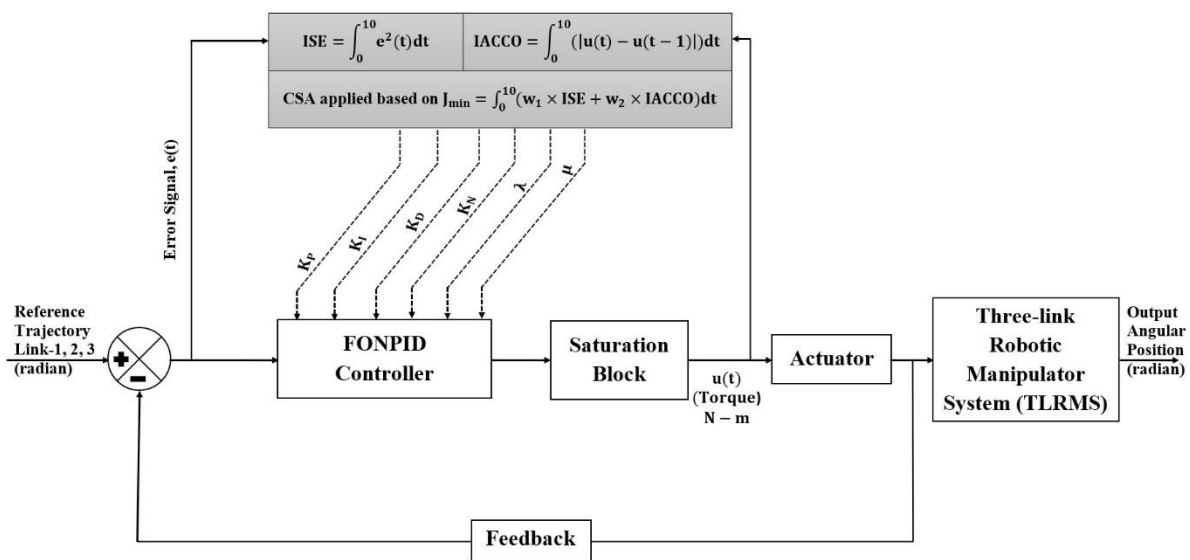 ISE = ∫₀¹⁰ e²(t)dt
IACCO = ∫₀¹⁰ (|u(t) − u(t − 1)|)dt
CSA applied based on Jmin = ∫₀¹⁰(w₁ × ISE + w₂ × IACCO)dt
Error Signal, e(t)
K_P
K_I
K_D
K_N
λ
μ
Reference
Trajectory
Link-1, 2, 3
(radian)
+
−
FONPID
Controller
Saturation
Block
u(t)
(Torque)
N − m
Actuator
Three-link
Robotic
Manipulator
System (TLRMS)
Output
Angular
Position
(radian)
Feedback